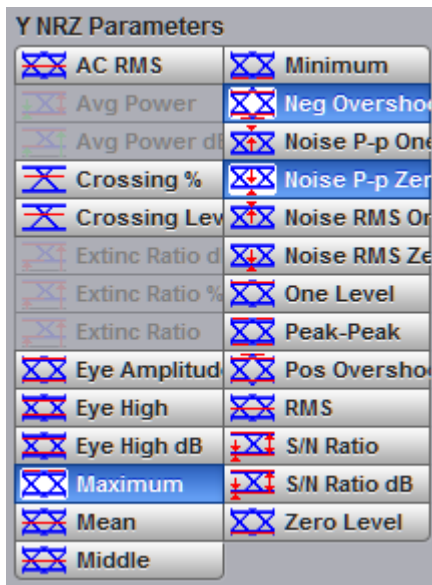 Y NRZ Parameters
AC RMS
Avg Power
Avg Power dB
Crossing %
Crossing Lev
Extinc Ratio d
Extinc Ratio %
Extinc Ratio
Eye Amplitud
Eye High
Eye High dB
Maximum
Mean
Middle
Minimum
Neg Overshoo
Noise P-p One
Noise P-p Zer
Noise RMS On
Noise RMS Ze
One Level
Peak-Peak
Pos Oversho
RMS
S/N Ratio
S/N Ratio dB
Zero Level